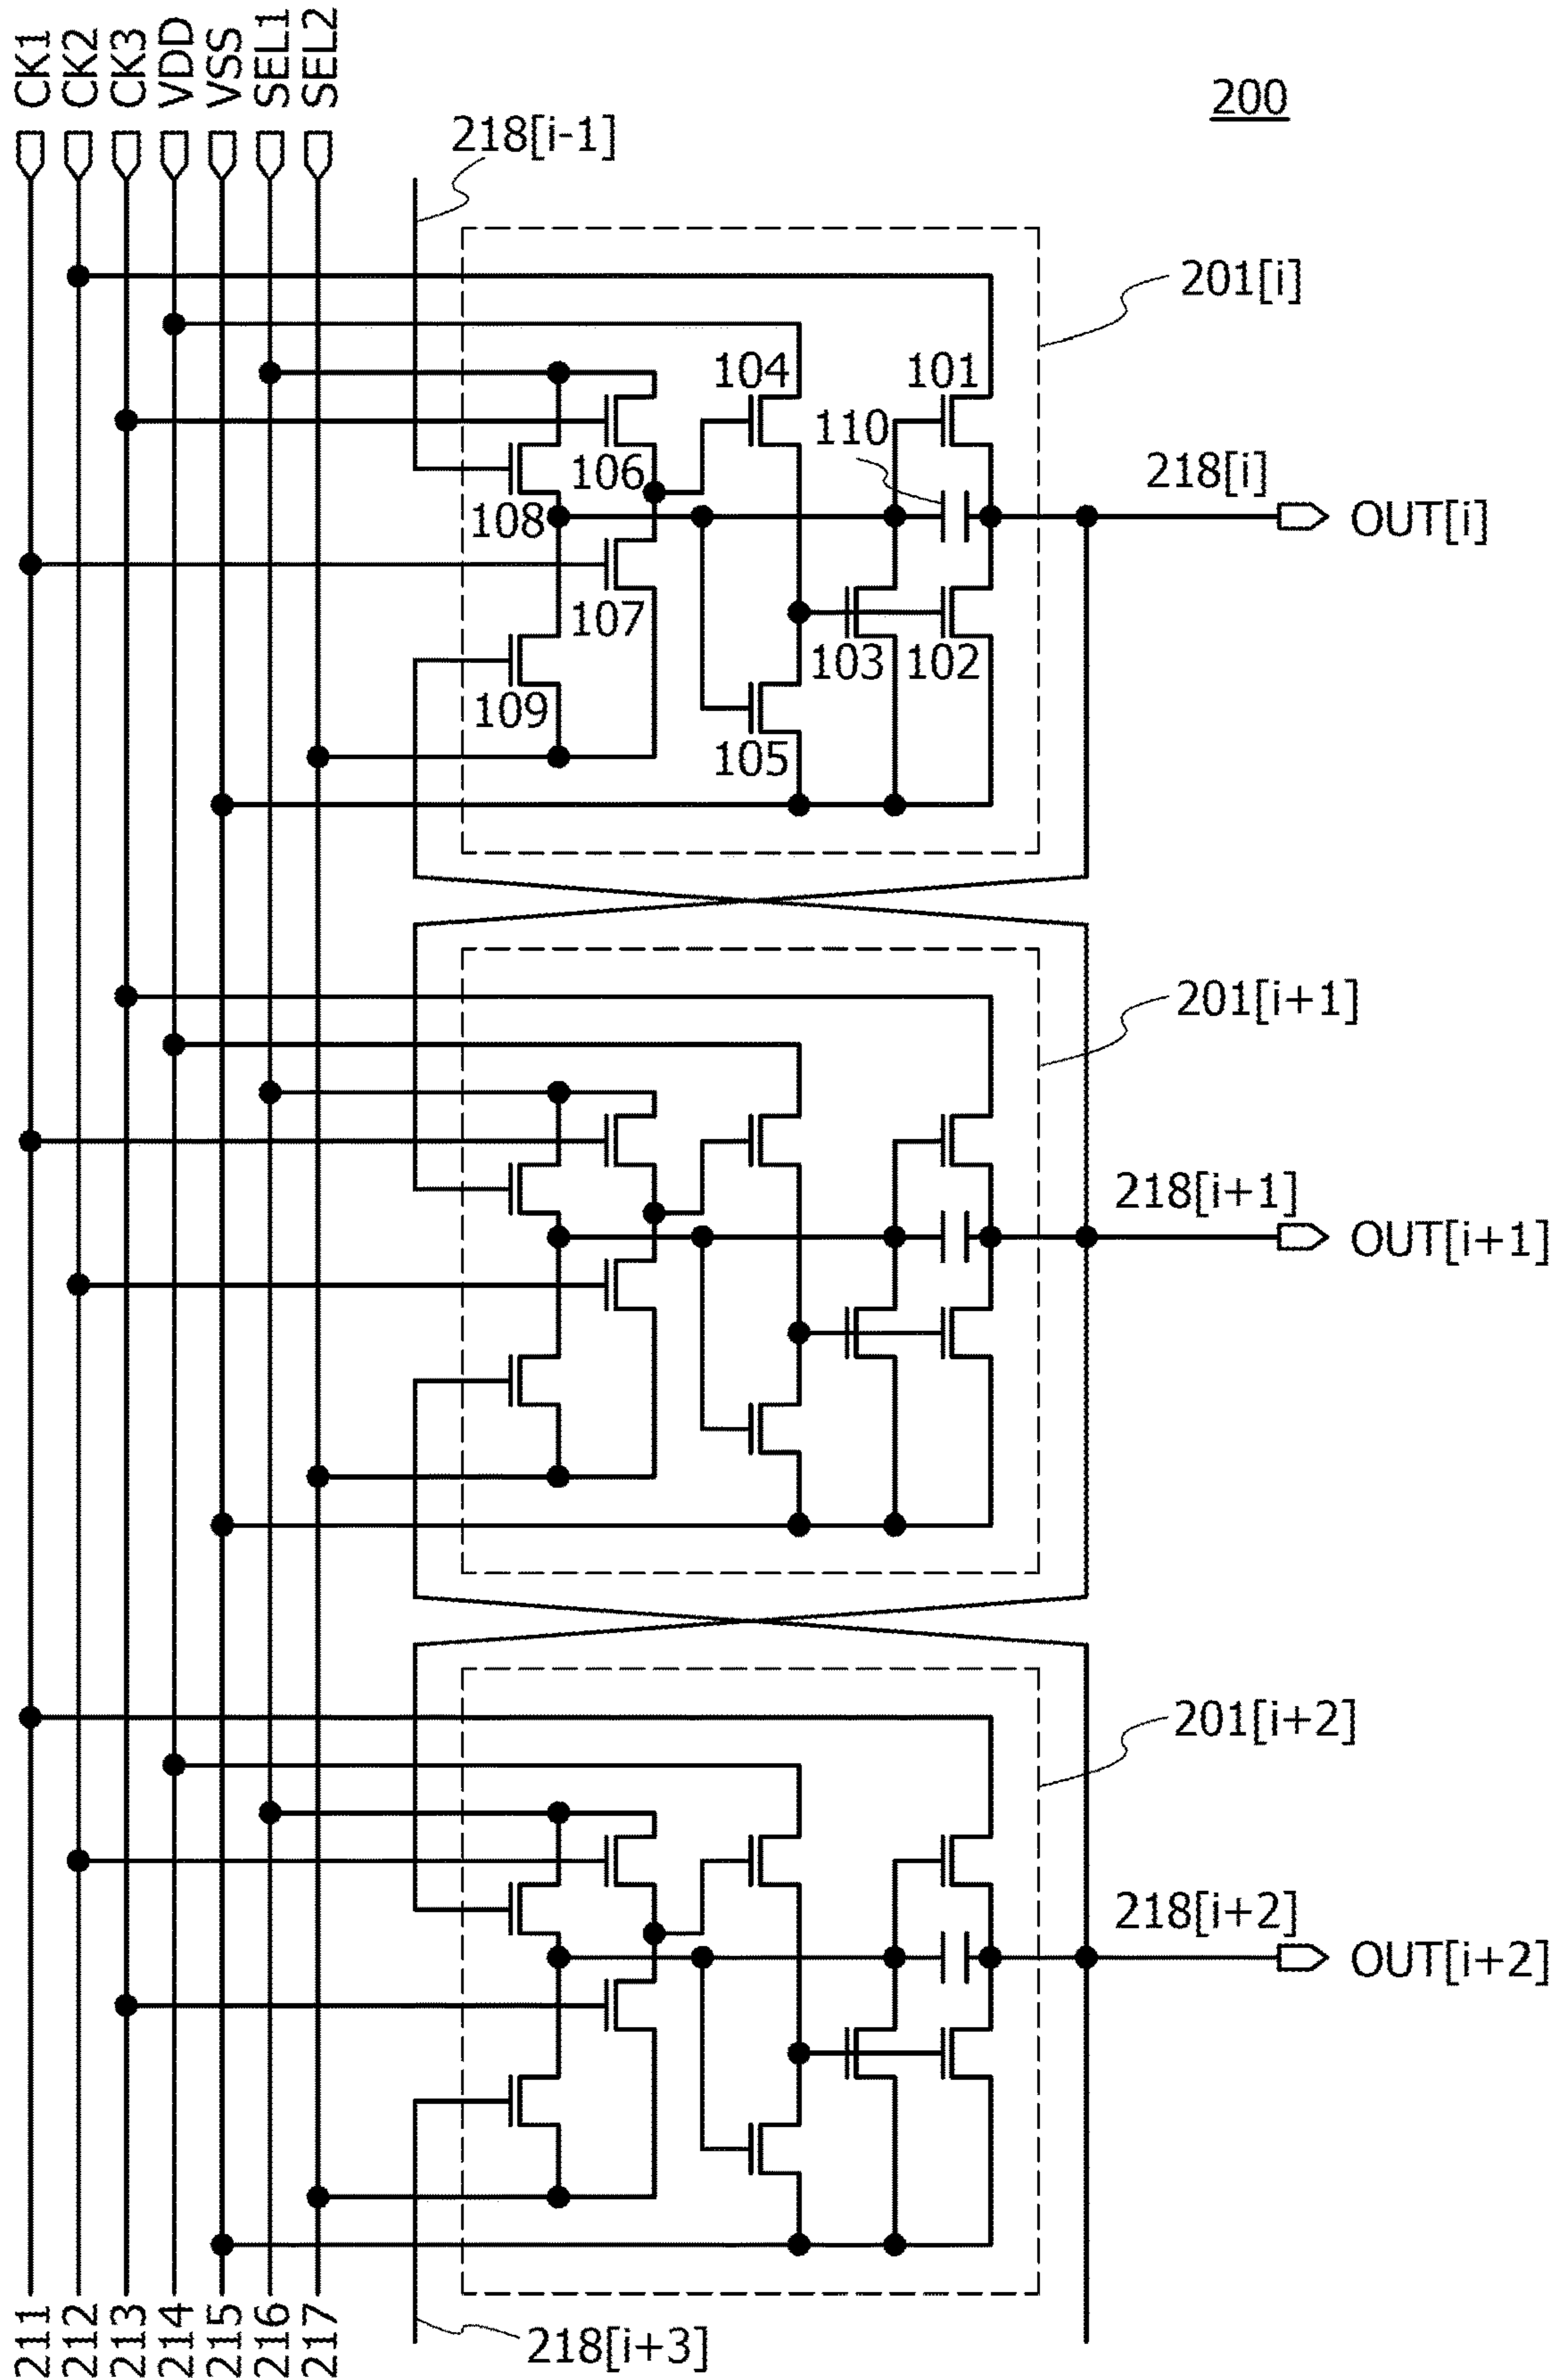 CK1
CK2
CK3
VDD
VSS
SEL1
SEL2
200
218[i-1]
201[i]
104
101
110
106
218[i]
108
OUT[i]
107
103
102
109
105
201[i+1]
218[i+1]
OUT[i+1]
201[i+2]
218[i+2]
OUT[i+2]
211
212
213
214
215
216
217
218[i+3]